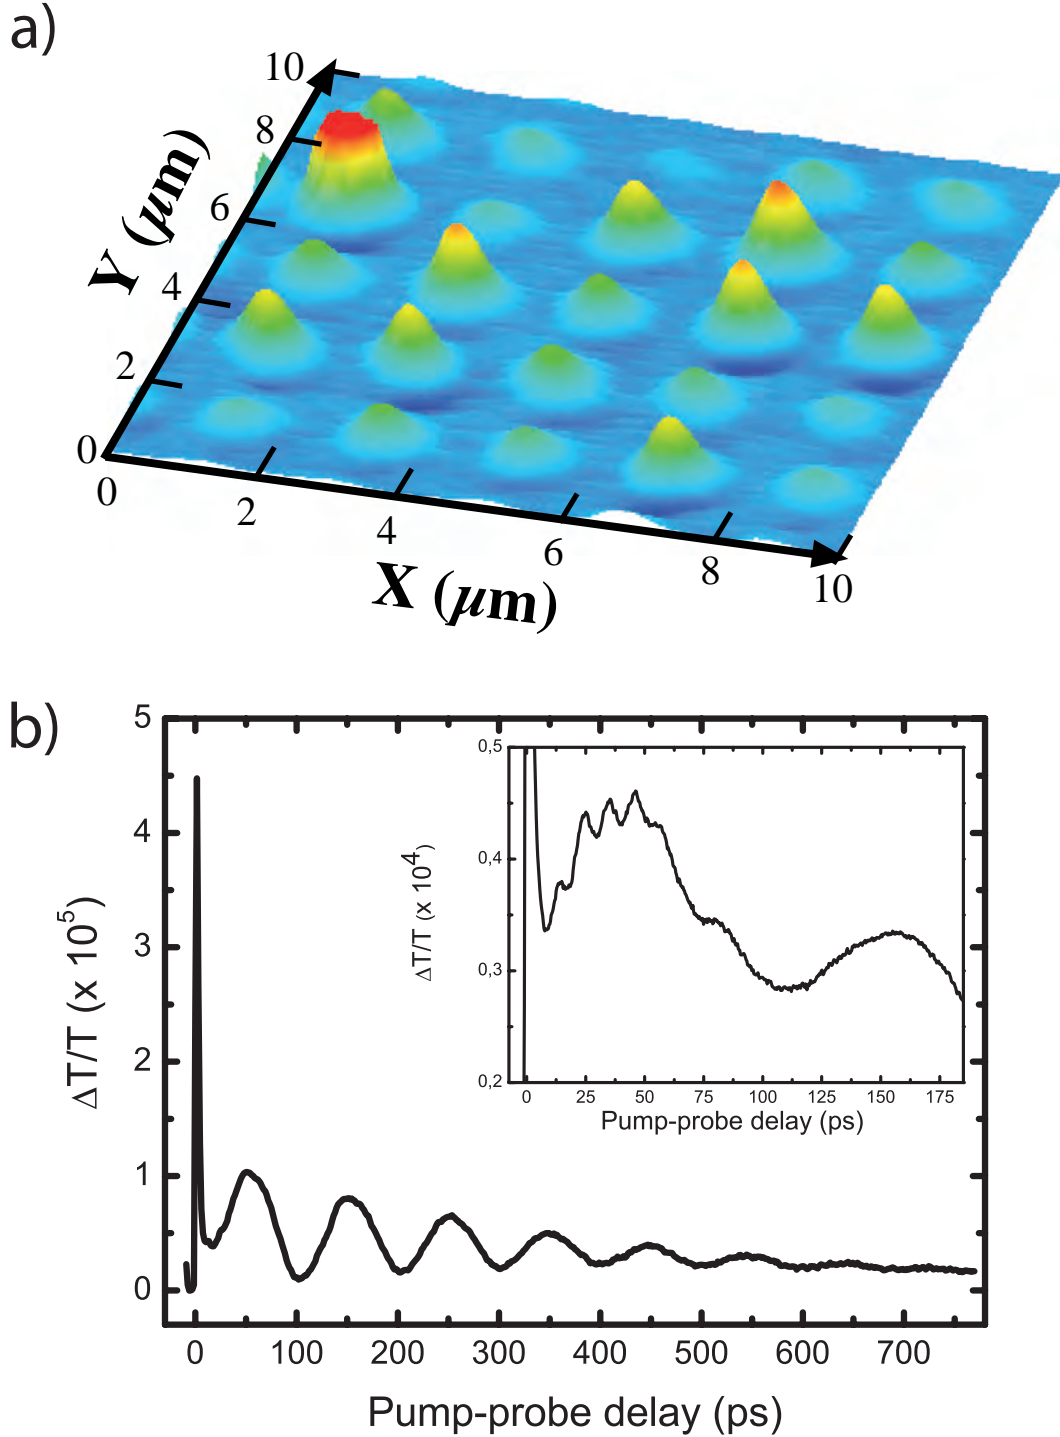 a)
10
8
6
4
2
0
Y (μm)
0
2
4
6
8
10
X (μm)
b)
5
4
3
2
1
0
ΔT/T (x 10⁵)
0 100 200 300 400 500 600 700
Pump-probe delay (ps)
0,5
0,4
0,3
0,2
ΔT/T (x 10⁴)
0 25 50 75 100 125 150 175
Pump-probe delay (ps)